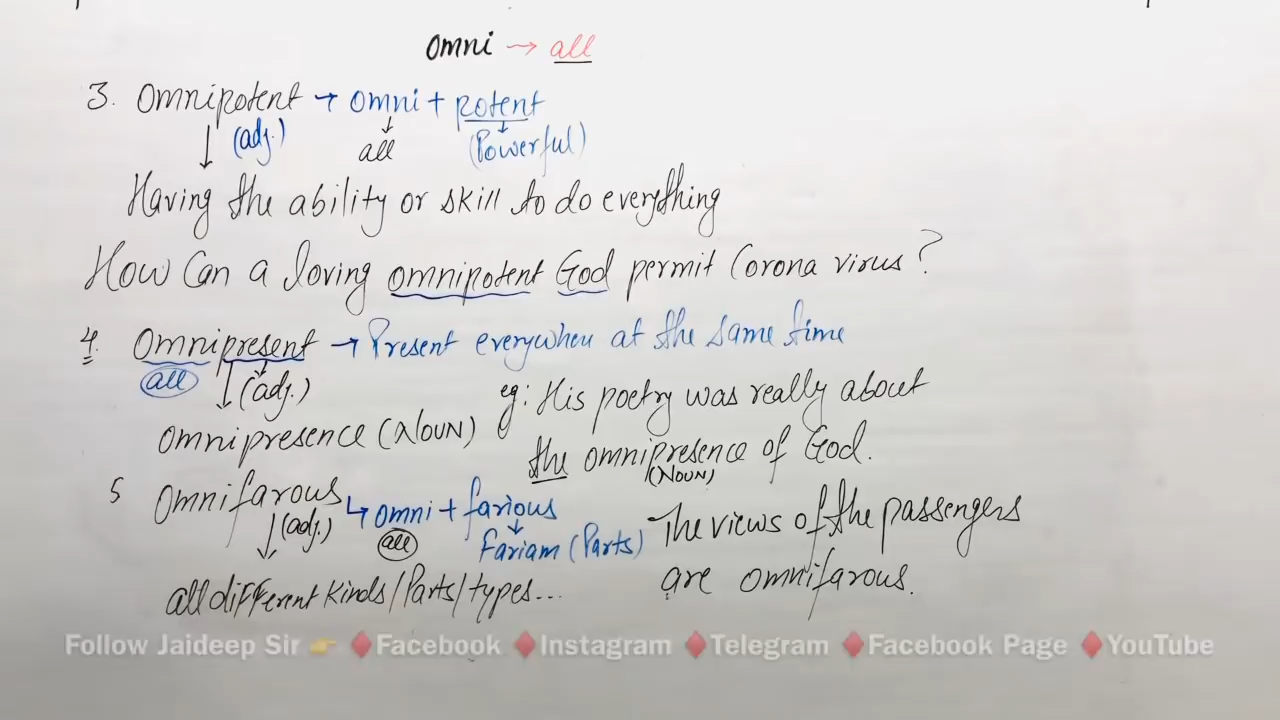 omni → all
3. Omnipotent → omni + potent
(adj.) all (Powerful)
Having the ability or skill to do everything
How Can a loving omnipotent God permit Corona virus?
4. Omnipresent → Present everywhere at the same time
all (adj.)
omnipresence (NOUN)
eg: His poetry was really about
the omnipresence of God.
(NOUN)
5 Omnifarous ↳ omni + farious
(adj.) all Fariam (Parts)
all different kinds/Parts/types...
The views of the passengers
are omnifarous.
Follow Jaideep Sir 👉 ♦Facebook ♦Instagram ♦Telegram ♦Facebook Page ♦YouTube